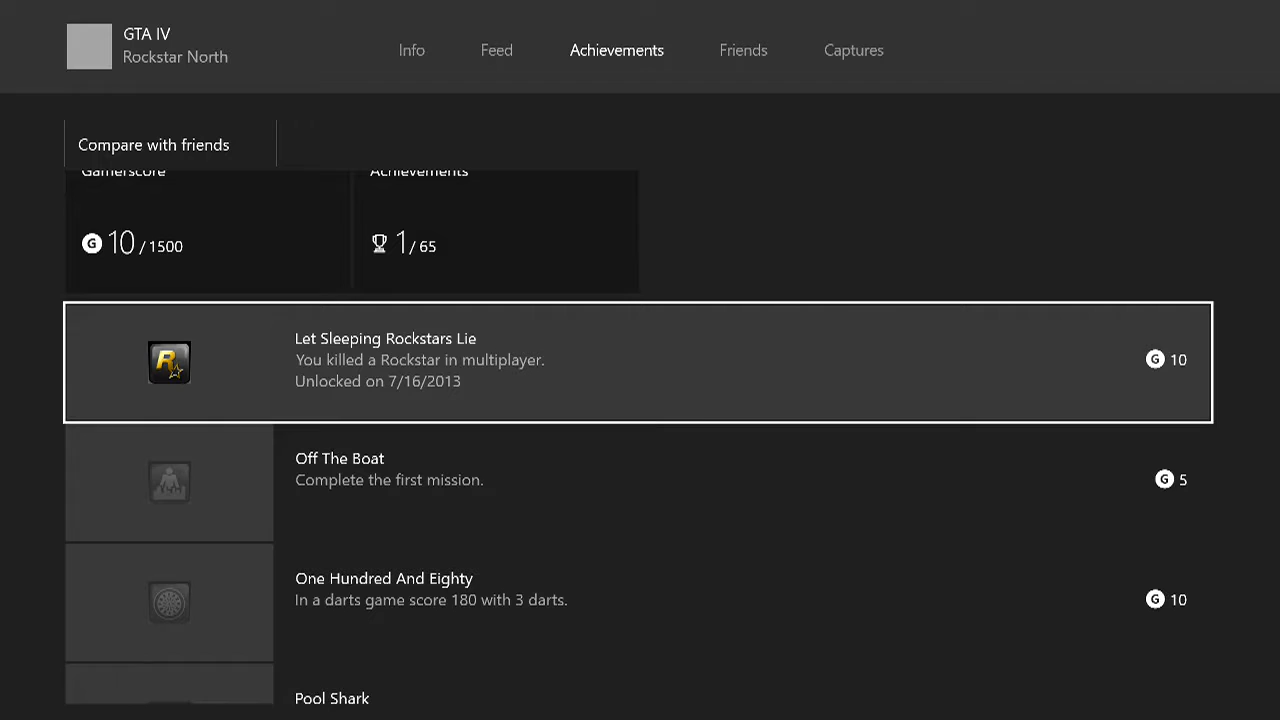 GTA IV
Rockstar North
Info
Feed
Achievements
Friends
Captures
Compare with friends
Gamerscore
Achievements
G 10 / 1500
1 / 65
R
Let Sleeping Rockstars Lie
You killed a Rockstar in multiplayer.
Unlocked on 7/16/2013
G 10
Off The Boat
Complete the first mission.
G 5
One Hundred And Eighty
In a darts game score 180 with 3 darts.
G 10
Pool Shark